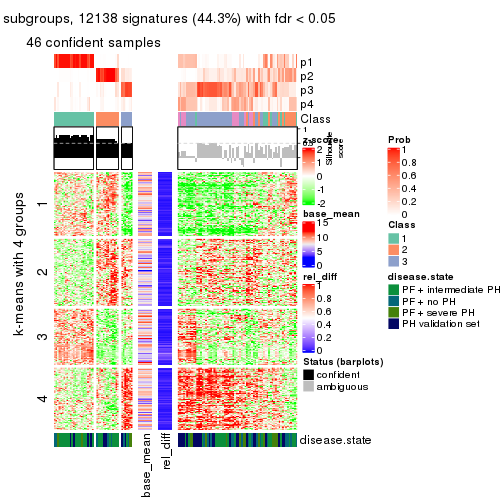 subgroups, 12138 signatures (44.3%) with fdr < 0.05
46 confident samples
p1
p2
p3
p4
Class
z-score
2
1
0
-1
-2
1
0.5
0
Silhouette
score
k-means with 4 groups
1
2
3
4
base_mean
15
10
5
0
rel_diff
1
0.8
0.6
0.4
0.2
0
Status (barplots)
confident
ambiguous
Prob
1
0.8
0.6
0.4
0.2
0
Class
1
2
3
disease.state
PF + intermediate PH
PF + no PH
PF + severe PH
PH validation set
disease.state
base_mean
rel_diff